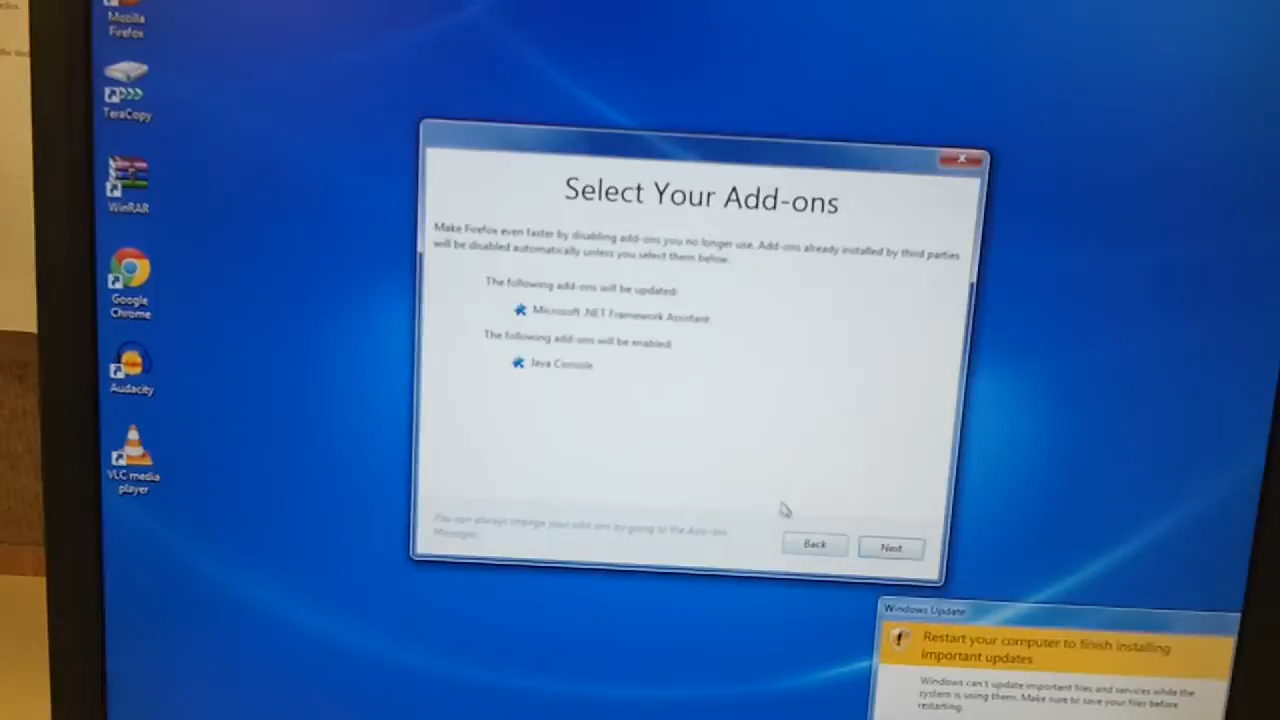 Mozilla
Firefox
TeraCopy
WinRAR
Google
Chrome
Audacity
VLC media
player
Select Your Add-ons
Make Firefox even faster by disabling add-ons you no longer use. Add-ons already installed by third parties
will be disabled automatically unless you select them below.
The following add-ons will be updated:
Microsoft .NET Framework Assistant
The following add-ons will be enabled:
Java Console
You can always change your add-ons by going to the Add-ons
Manager.
Back
Next
Windows Update
Restart your computer to finish installing
important updates
Windows can't update important files and services while the
system is using them. Make sure to save your files before
restarting.